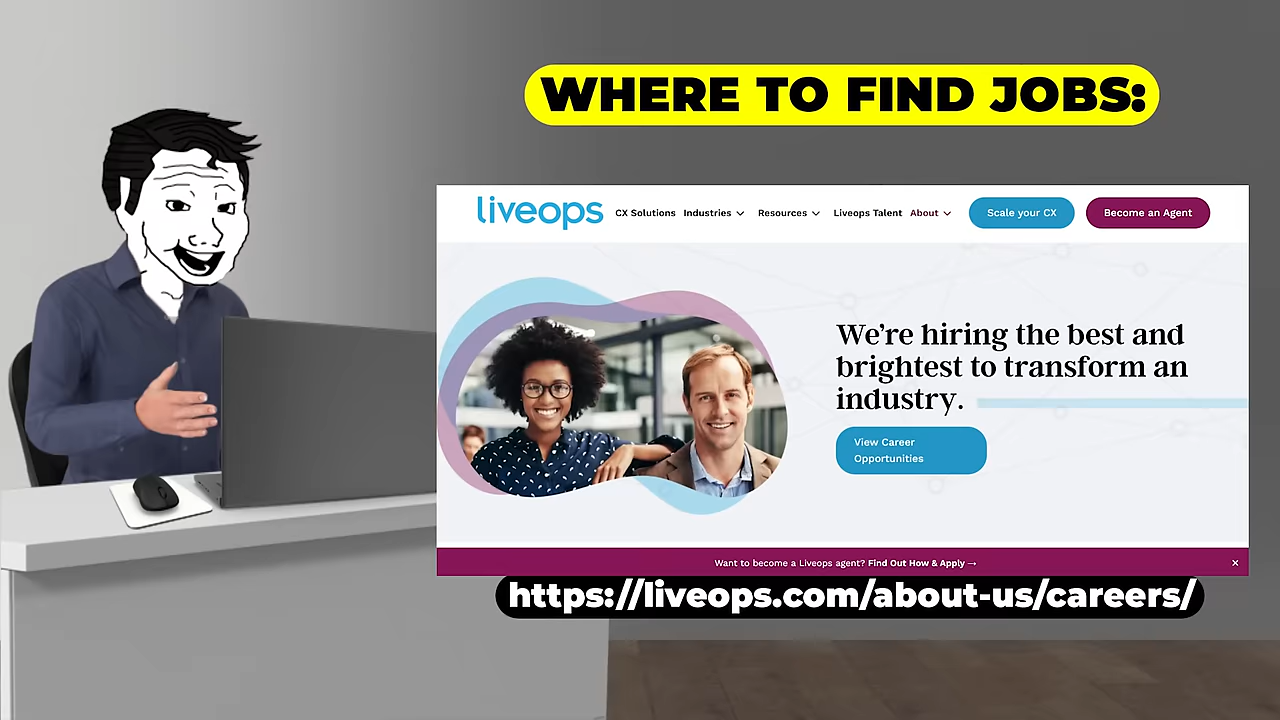 WHERE TO FIND JOBS:
liveops
CX Solutions Industries Resources Liveops Talent About Scale your CX Become an Agent
We're hiring the best and
brightest to transform an
industry.
View Career
Opportunities
Want to become a Liveops agent? Find Out How & Apply → ✕
https://liveops.com/about-us/careers/